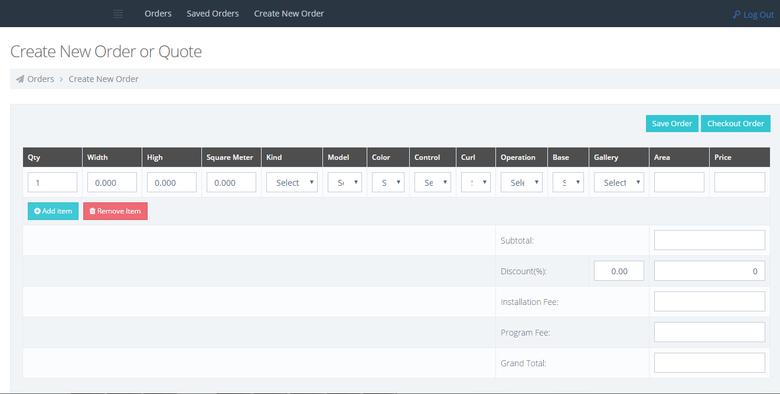 Orders Saved Orders Create New Order Log Out
Create New Order or Quote
Orders > Create New Order
Save Order Checkout Order
Qty Width High Square Meter Kind Model Color Control Curl Operation Base Gallery Area Price
1 0.000 0.000 0.000 Select S Se Sele Select
Add item Remove Item
Subtotal:
Discount(%): 0.00 0
Installation Fee:
Program Fee:
Grand Total: